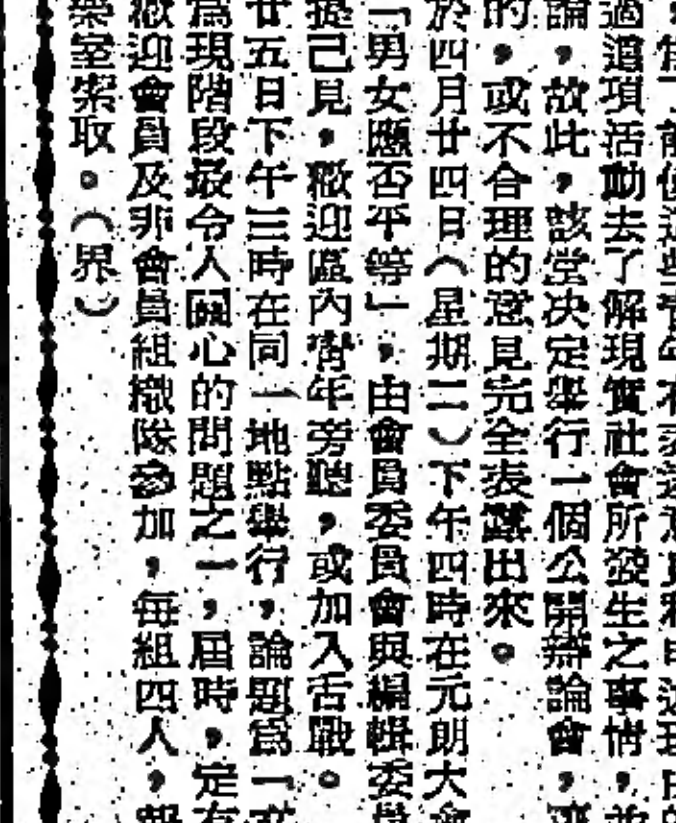 過這項活動去了解現實社會所發生之事情，並
論，故此，該堂決定舉行一個公開辯論會，
的，或不合理的意見完全表露出來。
於四月廿四日（星期二）下午四時在元朗大會
「男女應否平等」，由會員委員會與編輯委員
提己見，歡迎區內青年旁聽，或加入舌戰。
廿五日下午三時在同一地點舉行，論題爲「
爲現階段最令人關心的問題之一，屆時，定有
歡迎會員及非會員組織隊參加，每組四人，報
樂室索取。（界）